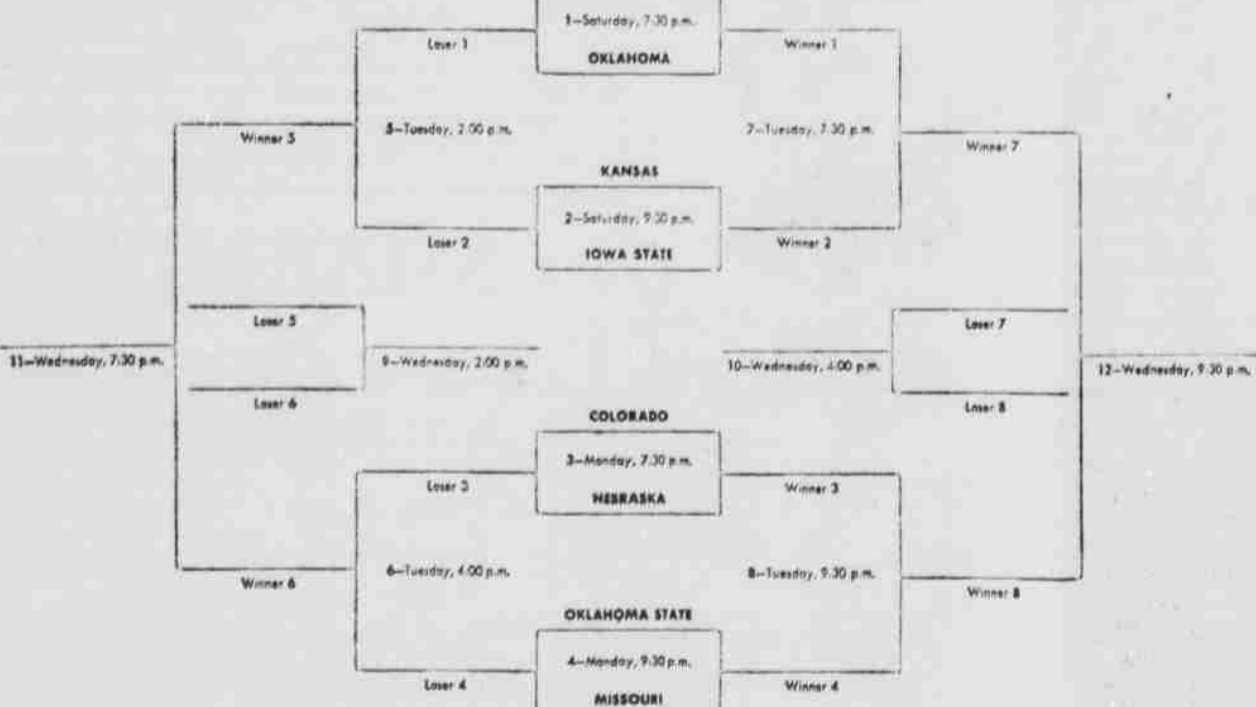 1—Saturday, 7:30 p.m.
Loser 1
Winner 1
OKLAHOMA
Winner 5
5—Tuesday, 2:00 p.m.
7—Tuesday, 7:30 p.m.
Winner 7
KANSAS
2—Saturday, 9:30 p.m.
Loser 2
Winner 2
IOWA STATE
Loser 5
Loser 7
11—Wednesday, 7:30 p.m.
9—Wednesday, 2:00 p.m.
10—Wednesday, 4:00 p.m.
12—Wednesday, 9:30 p.m.
Loser 6
Loser 8
COLORADO
3—Monday, 7:30 p.m.
Loser 3
Winner 3
NEBRASKA
Winner 6
6—Tuesday, 4:00 p.m.
8—Tuesday, 9:30 p.m.
Winner 8
OKLAHOMA STATE
4—Monday, 9:30 p.m.
Loser 4
Winner 4
MISSOURI